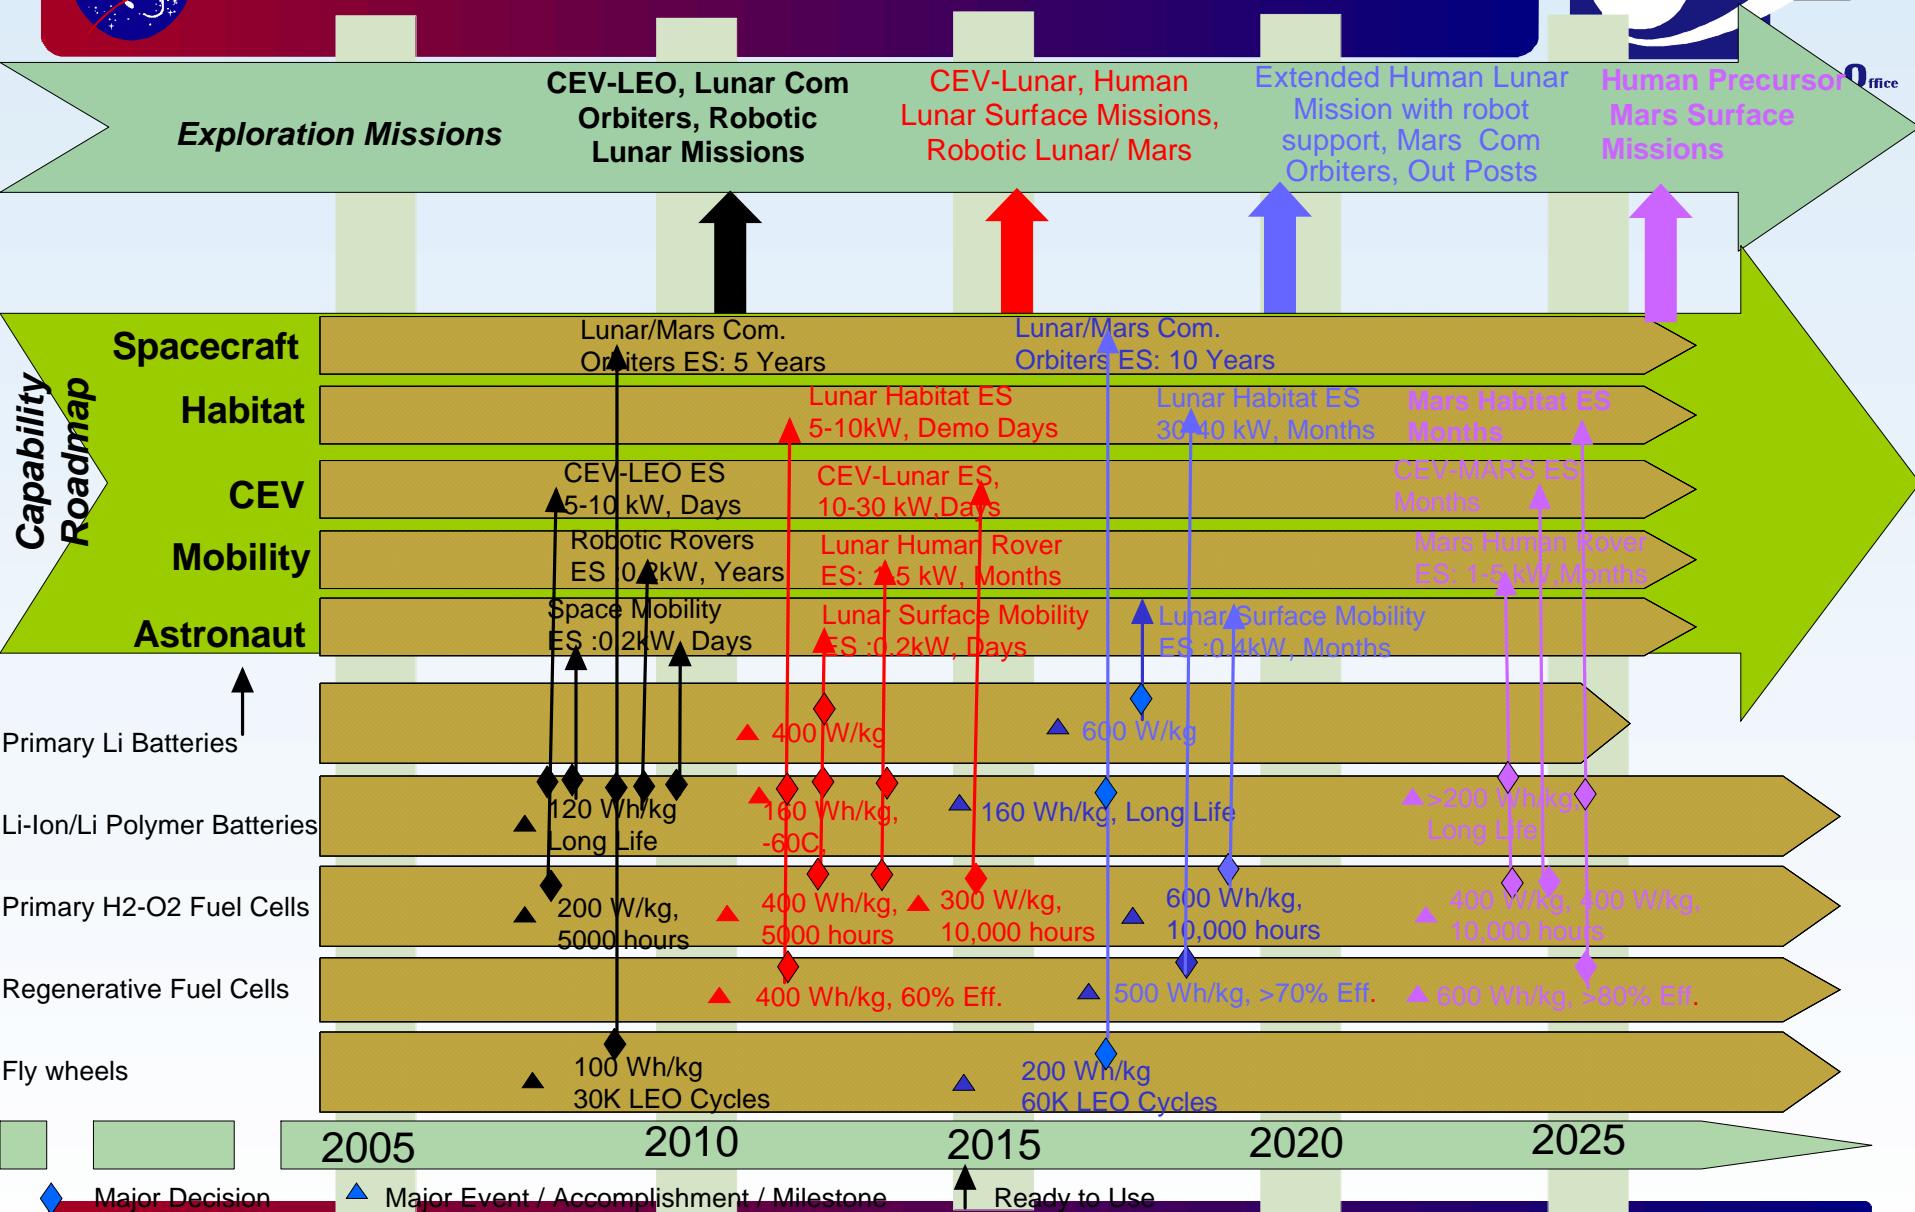 Office
Exploration Missions
CEV-LEO, Lunar Com
Orbiters, Robotic
Lunar Missions
CEV-Lunar, Human
Lunar Surface Missions,
Robotic Lunar/ Mars
Extended Human Lunar
Mission with robot
support, Mars Com
Orbiters, Out Posts
Human Precursor
Mars Surface
Missions
Capability
Roadmap
Spacecraft
Lunar/Mars Com.
Orbiters ES: 5 Years
Lunar/Mars Com.
Orbiters ES: 10 Years
Habitat
Lunar Habitat ES
5-10kW, Demo Days
Lunar Habitat ES
30-40 kW, Months
Mars Habitat ES
Months
CEV
CEV-LEO ES
5-10 kW, Days
CEV-Lunar ES,
10-30 kW,Days
CEV-MARS ES
Months
Mobility
Robotic Rovers
ES :0.2kW, Years
Lunar Human Rover
ES: 1-5 kW, Months
Mars Human Rover
ES: 1-5 kW,Months
Astronaut
Space Mobility
ES :0.2kW, Days
Lunar Surface Mobility
ES :0.2kW, Days
Lunar Surface Mobility
ES :0.4kW, Months
Primary Li Batteries
400 W/kg
600 W/kg
Li-Ion/Li Polymer Batteries
120 Wh/kg
Long Life
160 Wh/kg,
-60C,
160 Wh/kg, Long Life
>200 Wh/kg,
Long Life
Primary H2-O2 Fuel Cells
200 W/kg,
5000 hours
400 Wh/kg,
5000 hours
300 W/kg,
10,000 hours
600 Wh/kg,
10,000 hours
400 W/kg, 400 W/kg,
10,000 hours
Regenerative Fuel Cells
400 Wh/kg, 60% Eff.
500 Wh/kg, >70% Eff.
600 Wh/kg, >80% Eff.
Fly wheels
100 Wh/kg
30K LEO Cycles
200 Wh/kg
60K LEO Cycles
2005
2010
2015
2020
2025
Major Decision
Major Event / Accomplishment / Milestone
Ready to Use